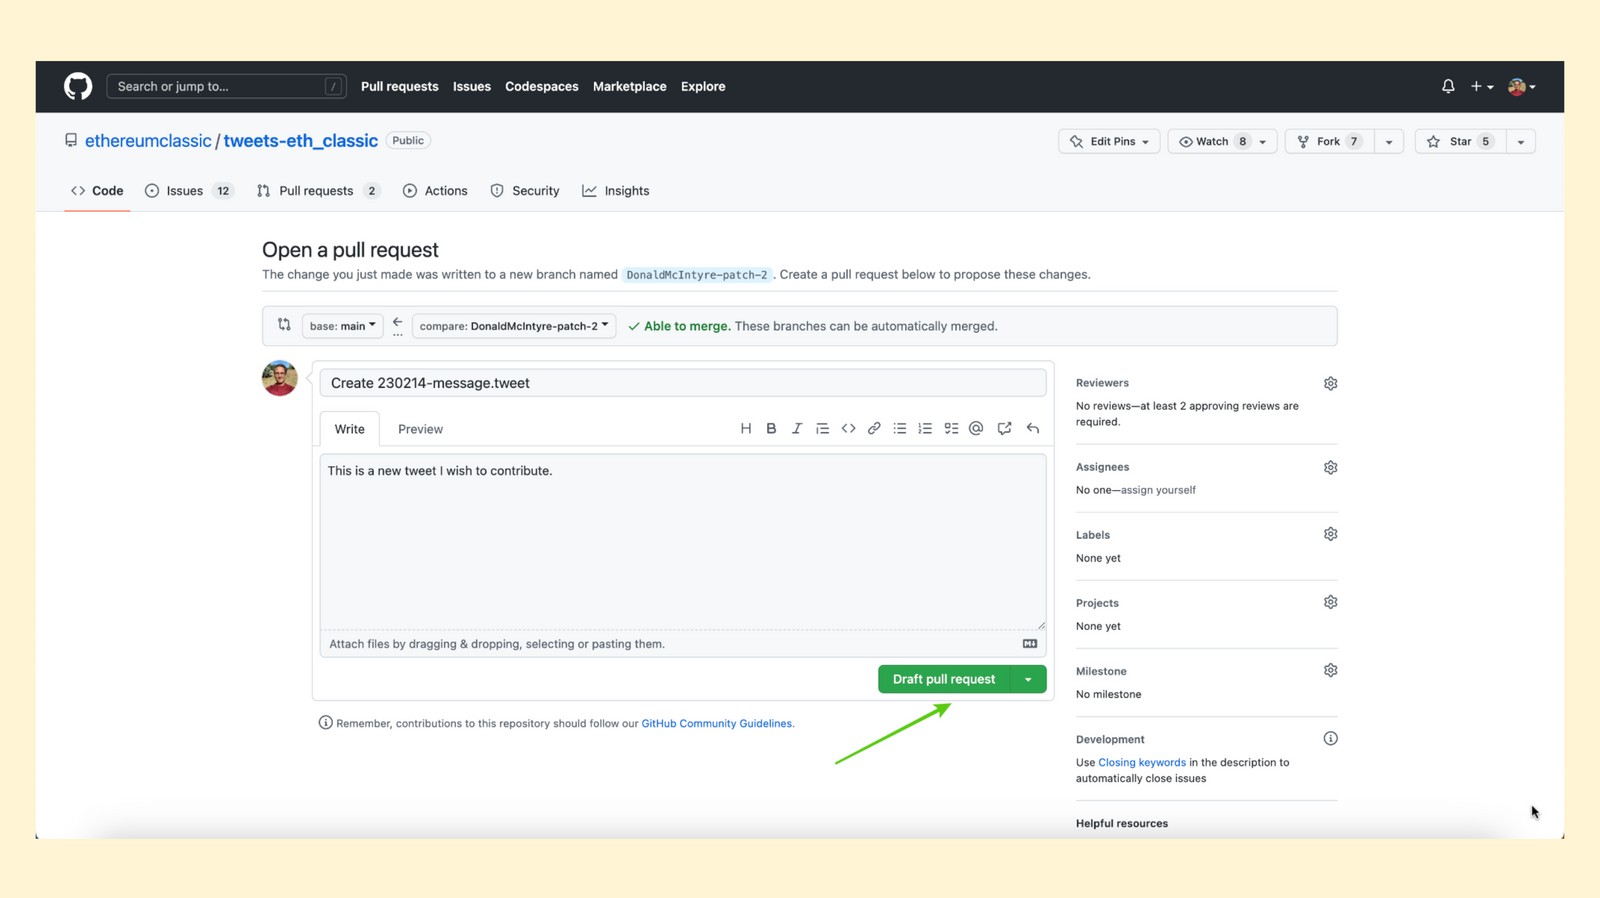 Search or jump to... /
Pull requests Issues Codespaces Marketplace Explore
ethereumclassic / tweets-eth_classic Public
Edit Pins Watch 8 Fork 7 Star 5
Code Issues 12 Pull requests 2 Actions Security Insights
Open a pull request
The change you just made was written to a new branch named DonaldMcIntyre-patch-2 . Create a pull request below to propose these changes.
base: main ... compare: DonaldMcIntyre-patch-2 Able to merge. These branches can be automatically merged.
Create 230214-message.tweet
Write Preview
This is a new tweet I wish to contribute.
Attach files by dragging & dropping, selecting or pasting them.
Draft pull request
Remember, contributions to this repository should follow our GitHub Community Guidelines.
Reviewers
No reviews—at least 2 approving reviews are
required.
Assignees
No one—assign yourself
Labels
None yet
Projects
None yet
Milestone
No milestone
Development
Use Closing keywords in the description to
automatically close issues
Helpful resources